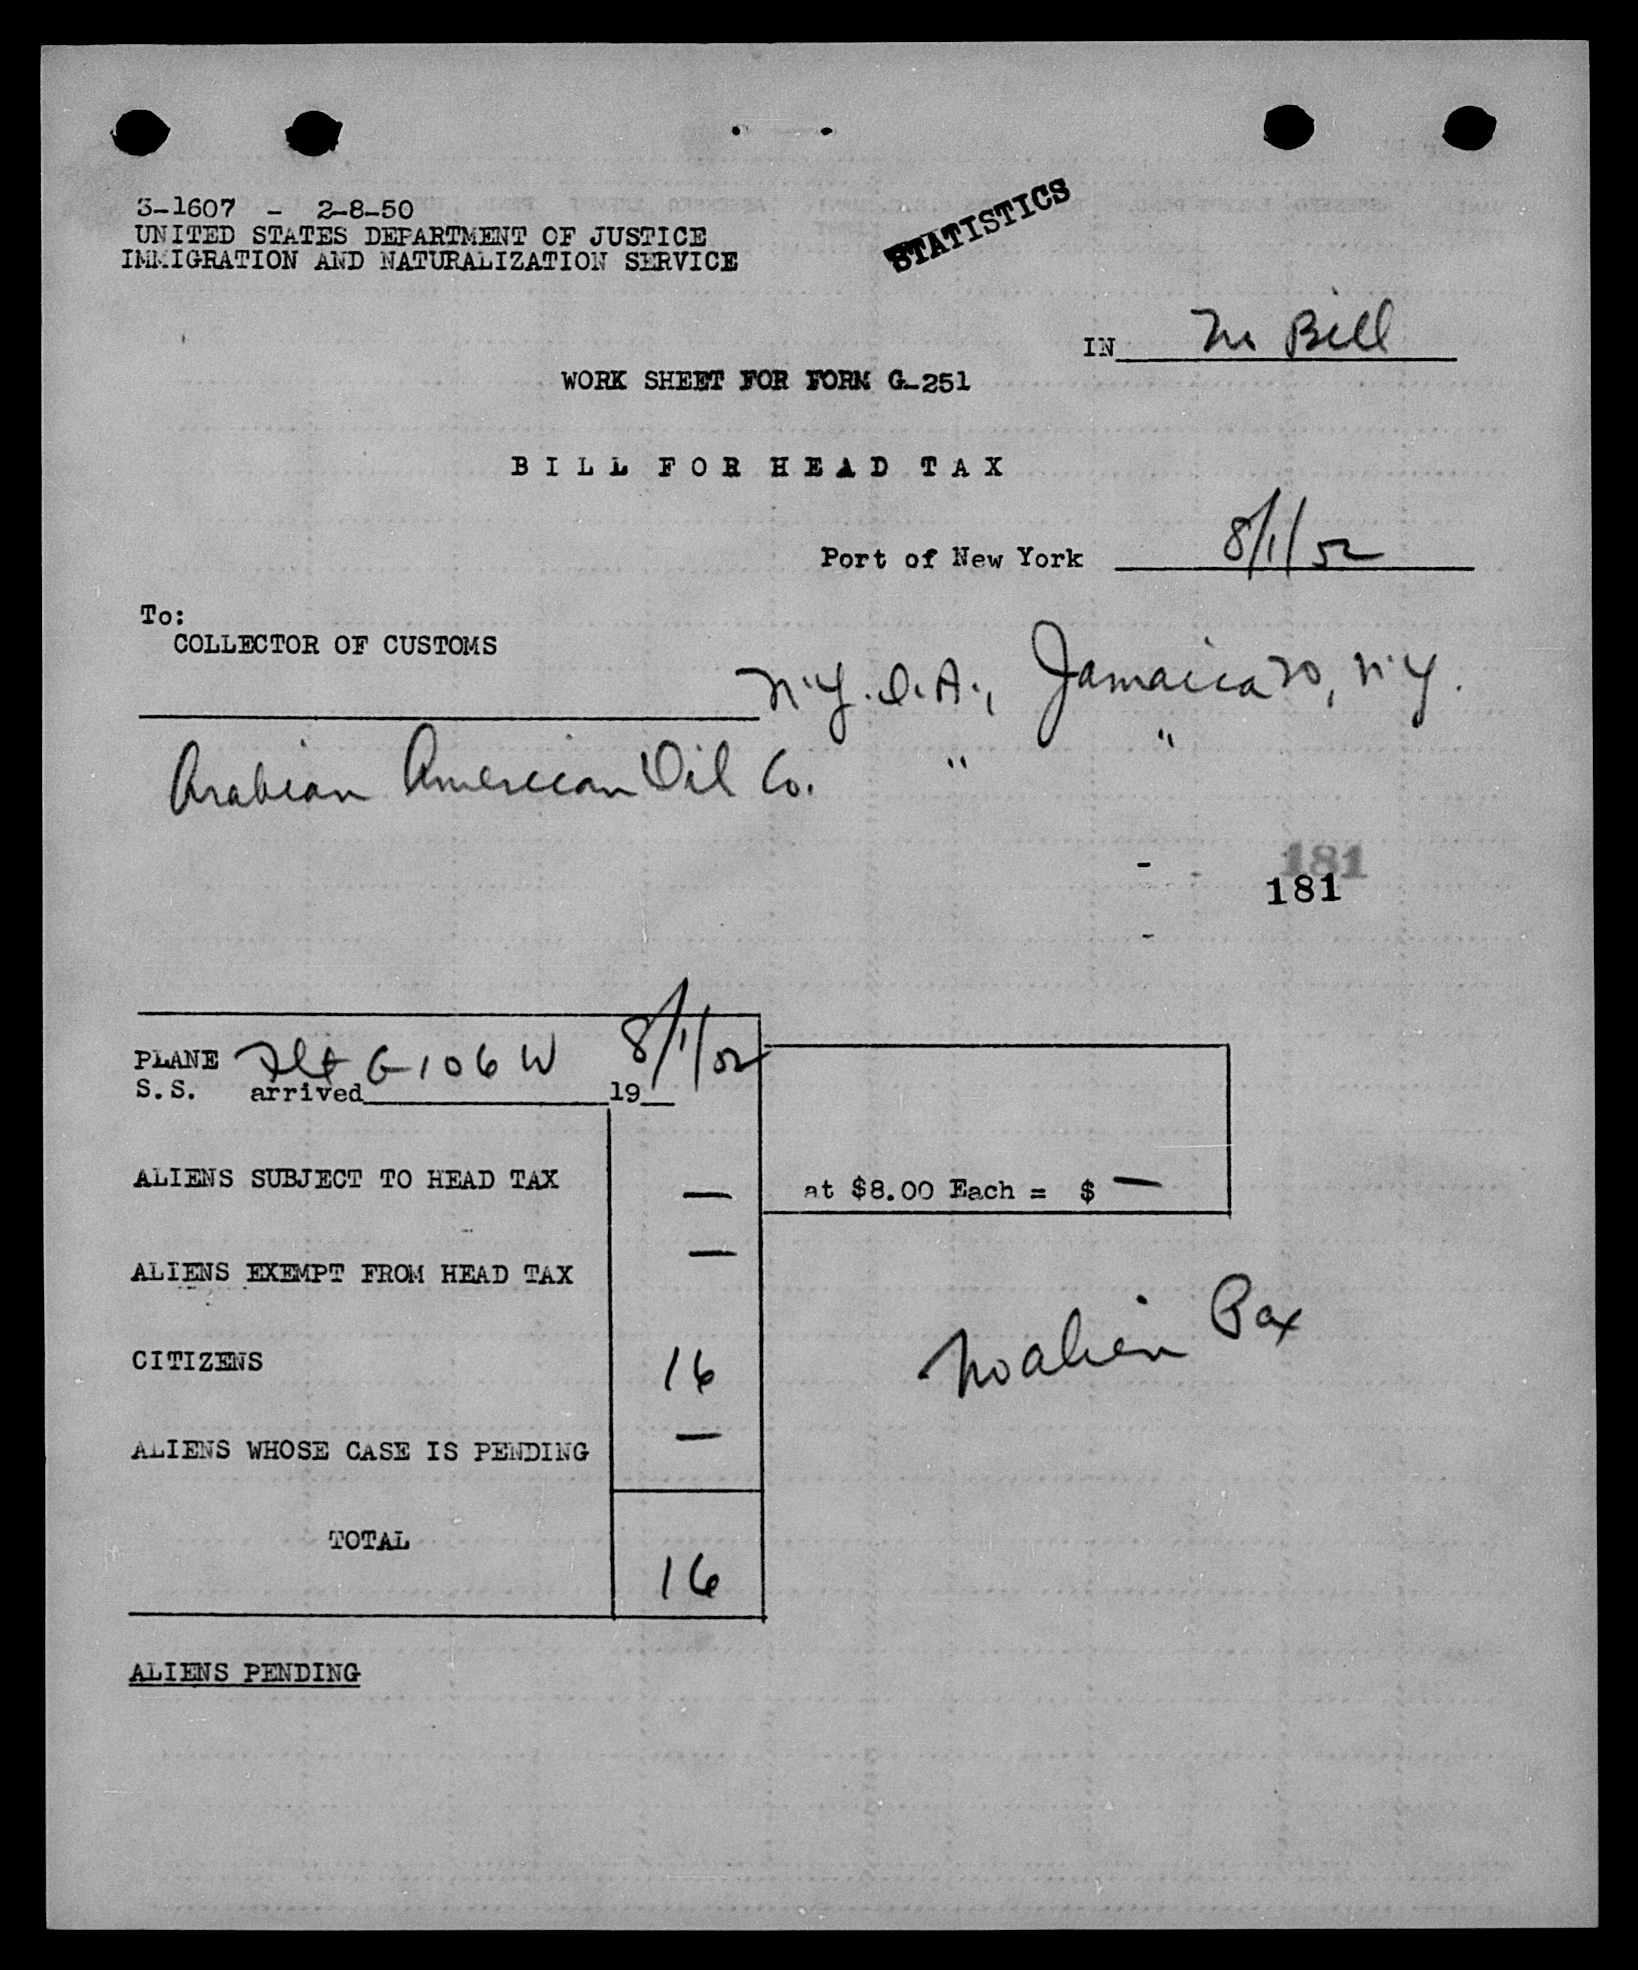 3-1607 - 2-8-50
UNITED STATES DEPARTMENT OF JUSTICE
IMMIGRATION AND NATURALIZATION SERVICE
STATISTICS
IN Bill
WORK SHEET FOR FORM G-251
BILL FOR HEAD TAX
Port of New York 8/1/52
To:
COLLECTOR OF CUSTOMS
N.Y.I.A., Jamaica 20, N.Y.
Arabian American Oil Co. " "
181
181
PLANE Flt G-106W 8/1/52
S.S. arrived 19
ALIENS SUBJECT TO HEAD TAX —
at $8.00 Each = $ —
ALIENS EXEMPT FROM HEAD TAX —
CITIZENS 16
No alien Pax
ALIENS WHOSE CASE IS PENDING —
TOTAL 16
ALIENS PENDING